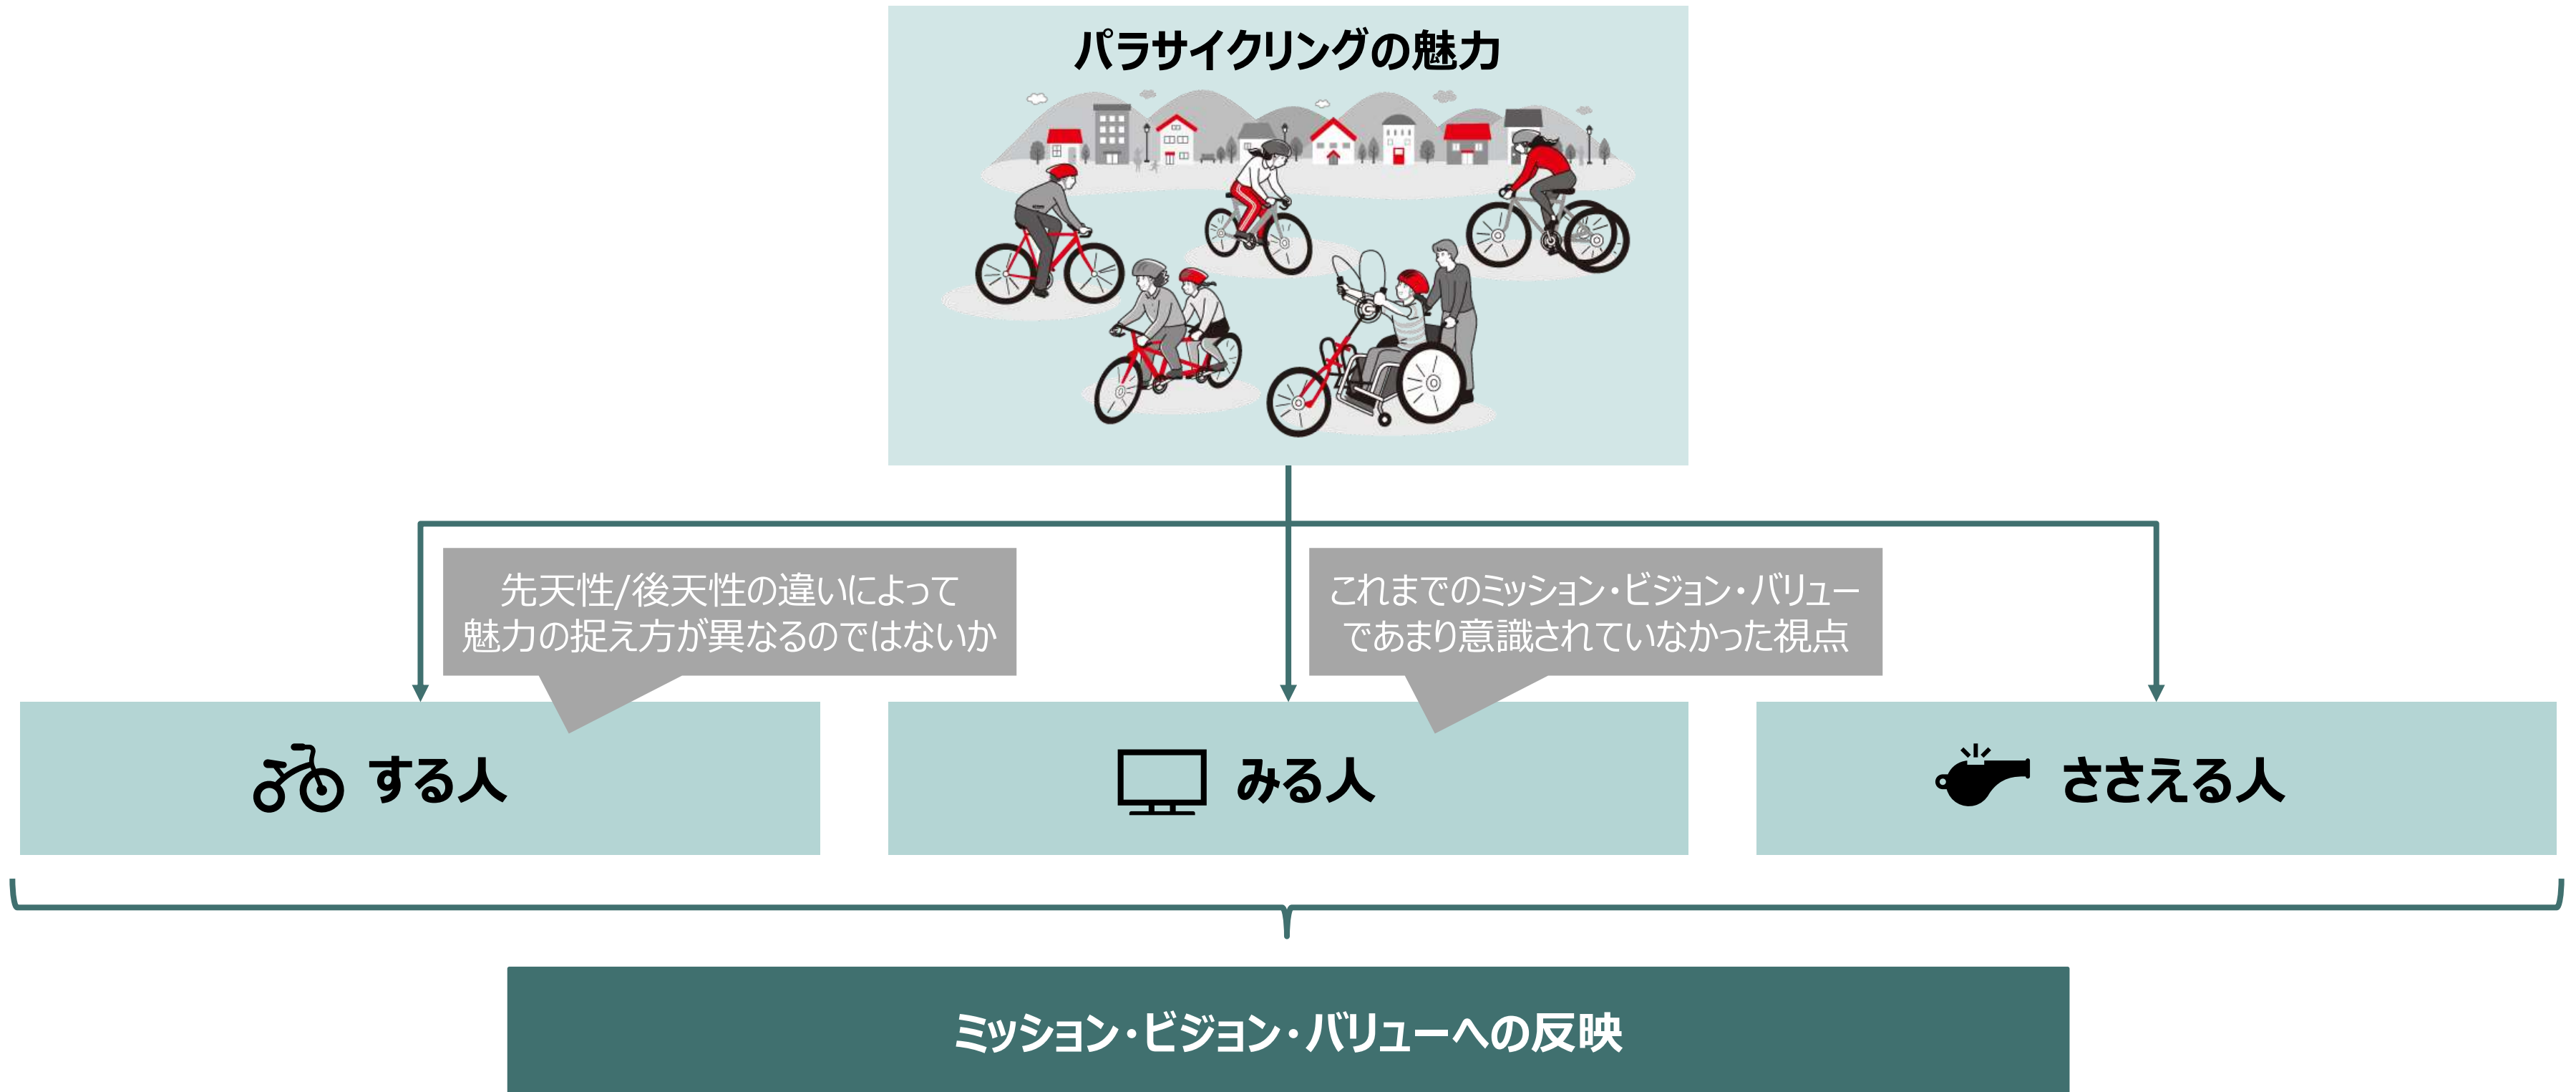 パラサイクリングの魅力
先天性/後天性の違いによって
魅力の捉え方が異なるのではないか
これまでのミッション・ビジョン・バリュー
であまり意識されていなかった視点
する人
みる人
ささえる人
ミッション・ビジョン・バリューへの反映